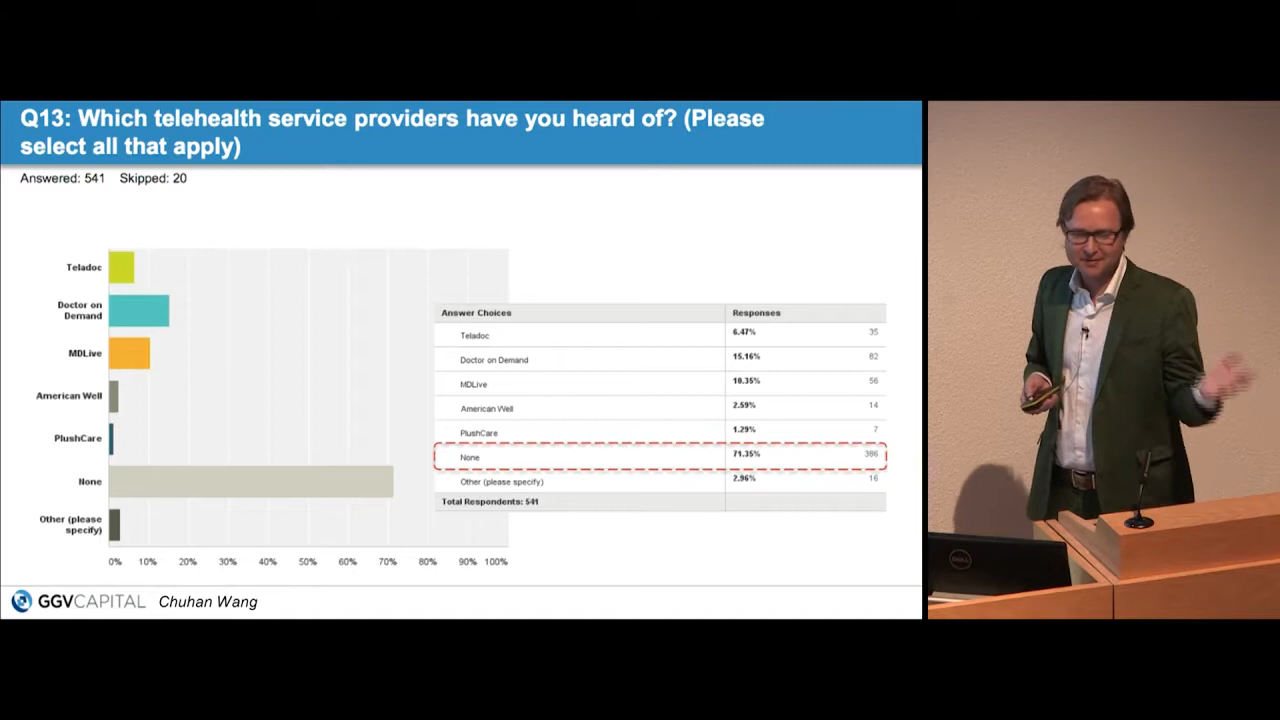 Q13: Which telehealth service providers have you heard of? (Please
select all that apply)
Answered: 541 Skipped: 20
Teladoc
Doctor on
Demand
MDLive
American Well
PlushCare
None
Other (please
specify)
0% 10% 20% 30% 40% 50% 60% 70% 80% 90% 100%
Answer Choices Responses
Teladoc 6.47% 35
Doctor on Demand 15.16% 82
MDLive 10.35% 56
American Well 2.59% 14
PlushCare 1.29% 7
None 71.35% 386
Other (please specify) 2.96% 16
Total Respondents: 541
GGVCAPITAL Chuhan Wang
DELL